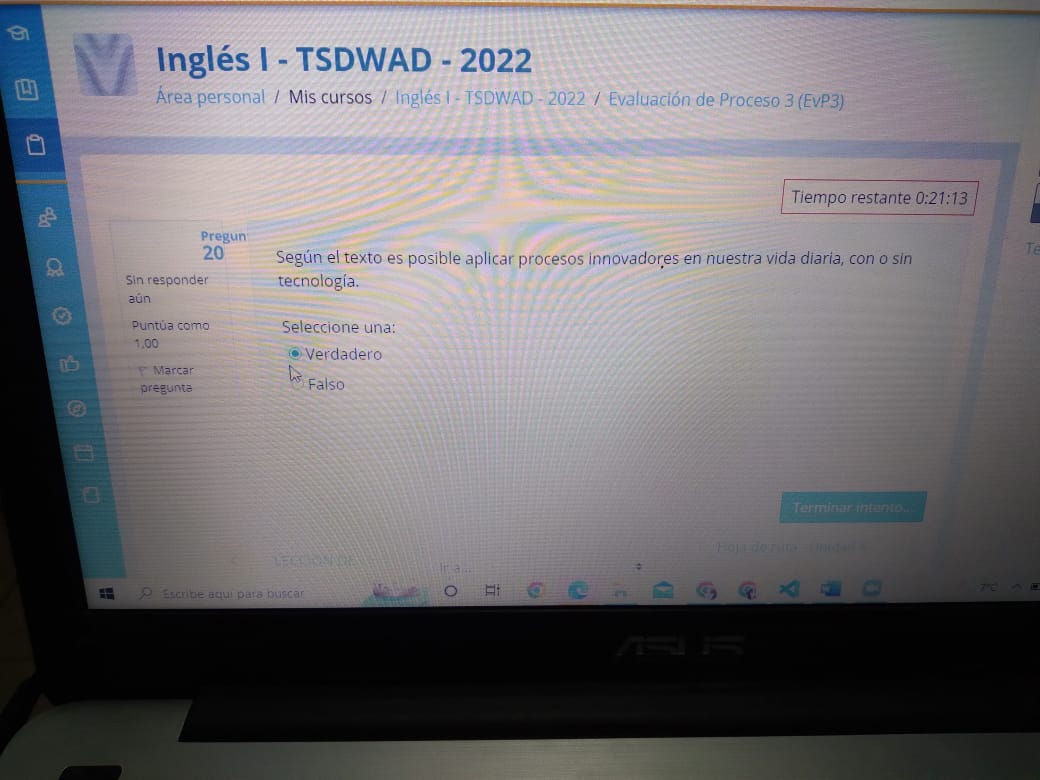 Inglés I - TSDWAD - 2022
Área personal / Mis cursos / Inglés I - TSDWAD - 2022 / Evaluación de Proceso 3 (EvP3)
Tiempo restante 0:21:13
Pregun
20
Sin responder
aún
Puntúa como
1,00
Marcar
pregunta
Según el texto es posible aplicar procesos innovadores en nuestra vida diaria, con o sin
tecnología.
Seleccione una:
Verdadero
Falso
Terminar intento...
LECCIÓN DE
Ir a...
Hoja de ruta - Unidad
Te
Escribe aquí para buscar
7°C
ASUS